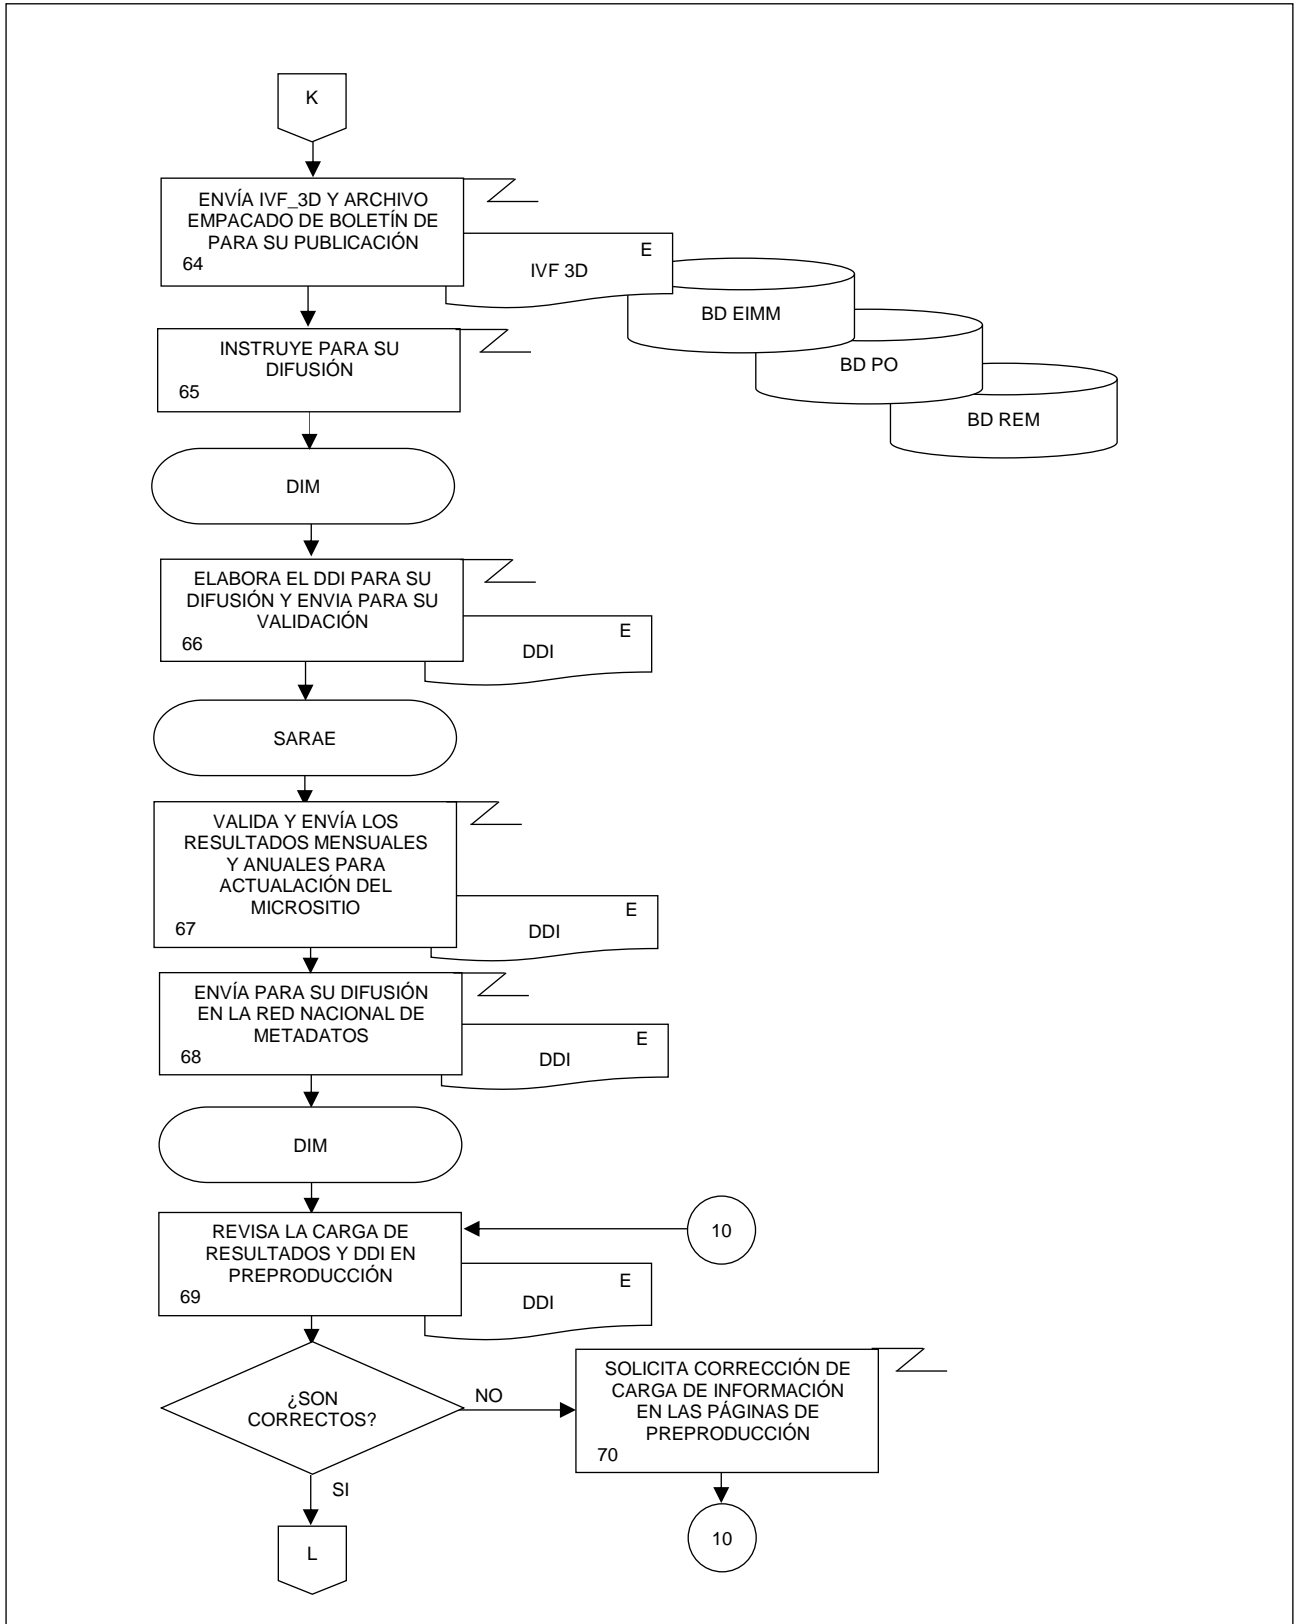 K
ENVÍA IVF_3D Y ARCHIVO
EMPACADO DE BOLETÍN DE
PARA SU PUBLICACIÓN
64
E
IVF 3D
BD EIMM
BD PO
BD REM
INSTRUYE PARA SU
DIFUSIÓN
65
DIM
ELABORA EL DDI PARA SU
DIFUSIÓN Y ENVIA PARA SU
VALIDACIÓN
66
E
DDI
SARAE
VALIDA Y ENVÍA LOS
RESULTADOS MENSUALES
Y ANUALES PARA
ACTUALACIÓN DEL
MICROSITIO
67
E
DDI
ENVÍA PARA SU DIFUSIÓN
EN LA RED NACIONAL DE
METADATOS
68
E
DDI
DIM
REVISA LA CARGA DE
RESULTADOS Y DDI EN
PREPRODUCCIÓN
69
10
E
DDI
¿SON
CORRECTOS?
NO
SOLICITA CORRECCIÓN DE
CARGA DE INFORMACIÓN
EN LAS PÁGINAS DE
PREPRODUCCIÓN
70
SI
10
L